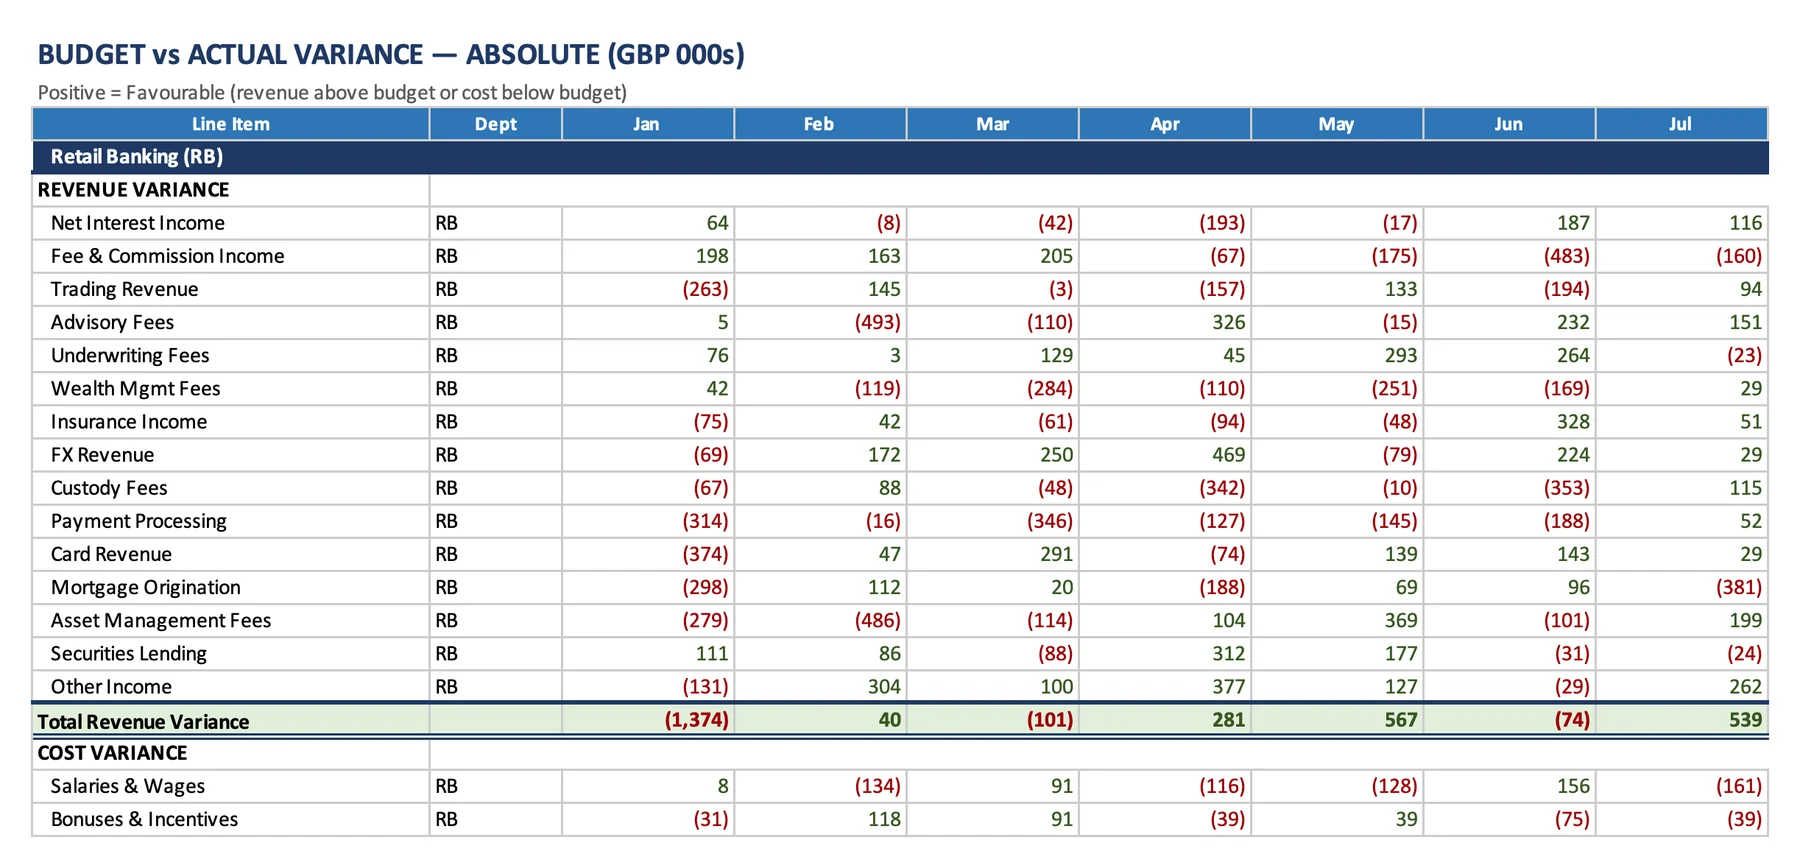 BUDGET vs ACTUAL VARIANCE — ABSOLUTE (GBP 000s)
Positive = Favourable (revenue above budget or cost below budget)
Line Item Dept Jan Feb Mar Apr May Jun Jul
Retail Banking (RB)
REVENUE VARIANCE
Net Interest Income RB 64 (8) (42) (193) (17) 187 116
Fee & Commission Income RB 198 163 205 (67) (175) (483) (160)
Trading Revenue RB (263) 145 (3) (157) 133 (194) 94
Advisory Fees RB 5 (493) (110) 326 (15) 232 151
Underwriting Fees RB 76 3 129 45 293 264 (23)
Wealth Mgmt Fees RB 42 (119) (284) (110) (251) (169) 29
Insurance Income RB (75) 42 (61) (94) (48) 328 51
FX Revenue RB (69) 172 250 469 (79) 224 29
Custody Fees RB (67) 88 (48) (342) (10) (353) 115
Payment Processing RB (314) (16) (346) (127) (145) (188) 52
Card Revenue RB (374) 47 291 (74) 139 143 29
Mortgage Origination RB (298) 112 20 (188) 69 96 (381)
Asset Management Fees RB (279) (486) (114) 104 369 (101) 199
Securities Lending RB 111 86 (88) 312 177 (31) (24)
Other Income RB (131) 304 100 377 127 (29) 262
Total Revenue Variance (1,374) 40 (101) 281 567 (74) 539
COST VARIANCE
Salaries & Wages RB 8 (134) 91 (116) (128) 156 (161)
Bonuses & Incentives RB (31) 118 91 (39) 39 (75) (39)